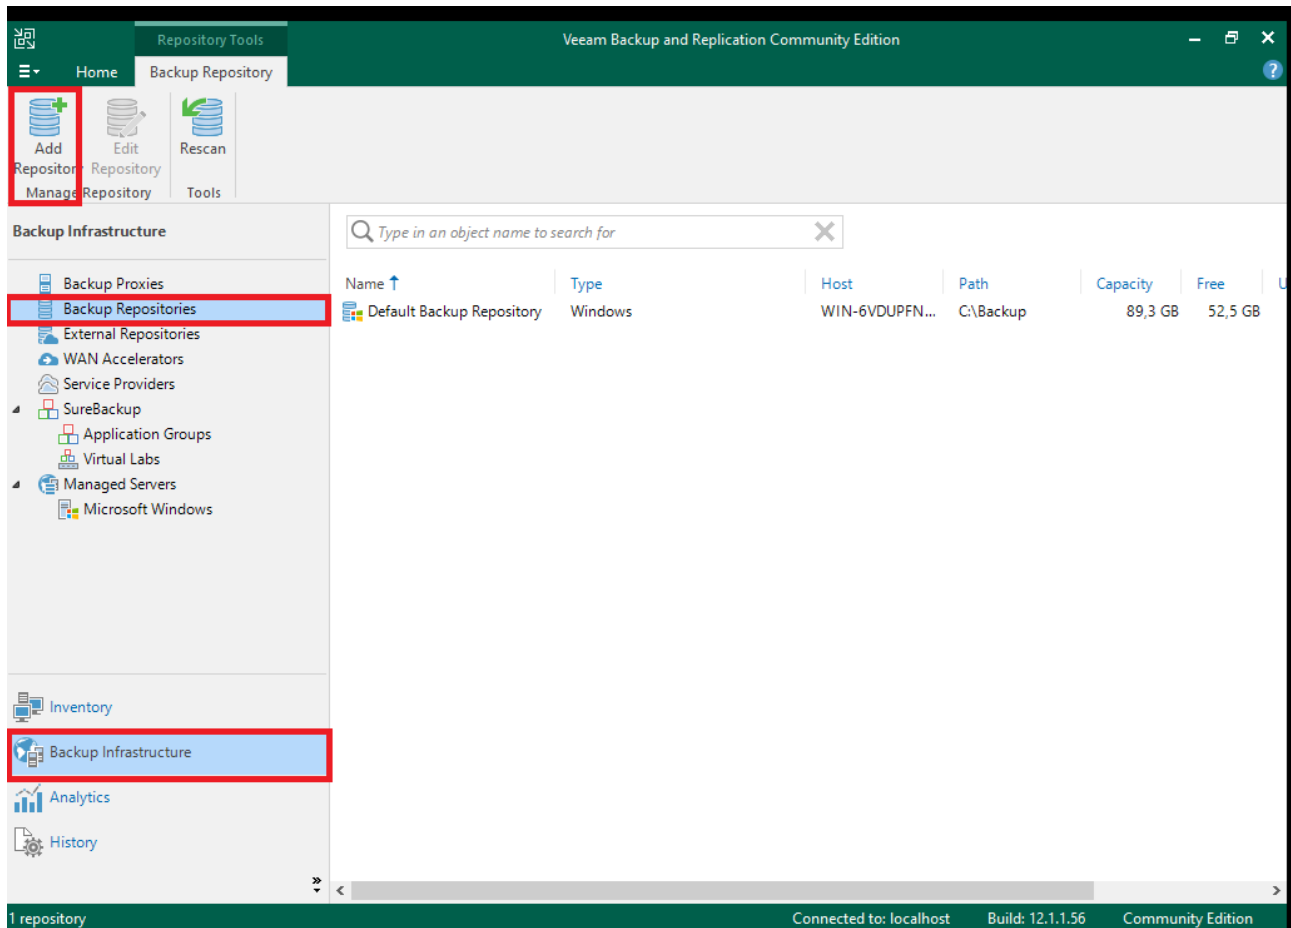 Repository Tools
Veeam Backup and Replication Community Edition
Home
Backup Repository
Add Repository
Edit Repository
Rescan
Manage Repository
Tools
Backup Infrastructure
Type in an object name to search for
Backup Proxies
Backup Repositories
External Repositories
WAN Accelerators
Service Providers
SureBackup
Application Groups
Virtual Labs
Managed Servers
Microsoft Windows
Name Type Host Path Capacity Free U
Default Backup Repository Windows WIN-6VDUPFN... C:\Backup 89,3 GB 52,5 GB
Inventory
Backup Infrastructure
Analytics
History
1 repository
Connected to: localhost
Build: 12.1.1.56
Community Edition